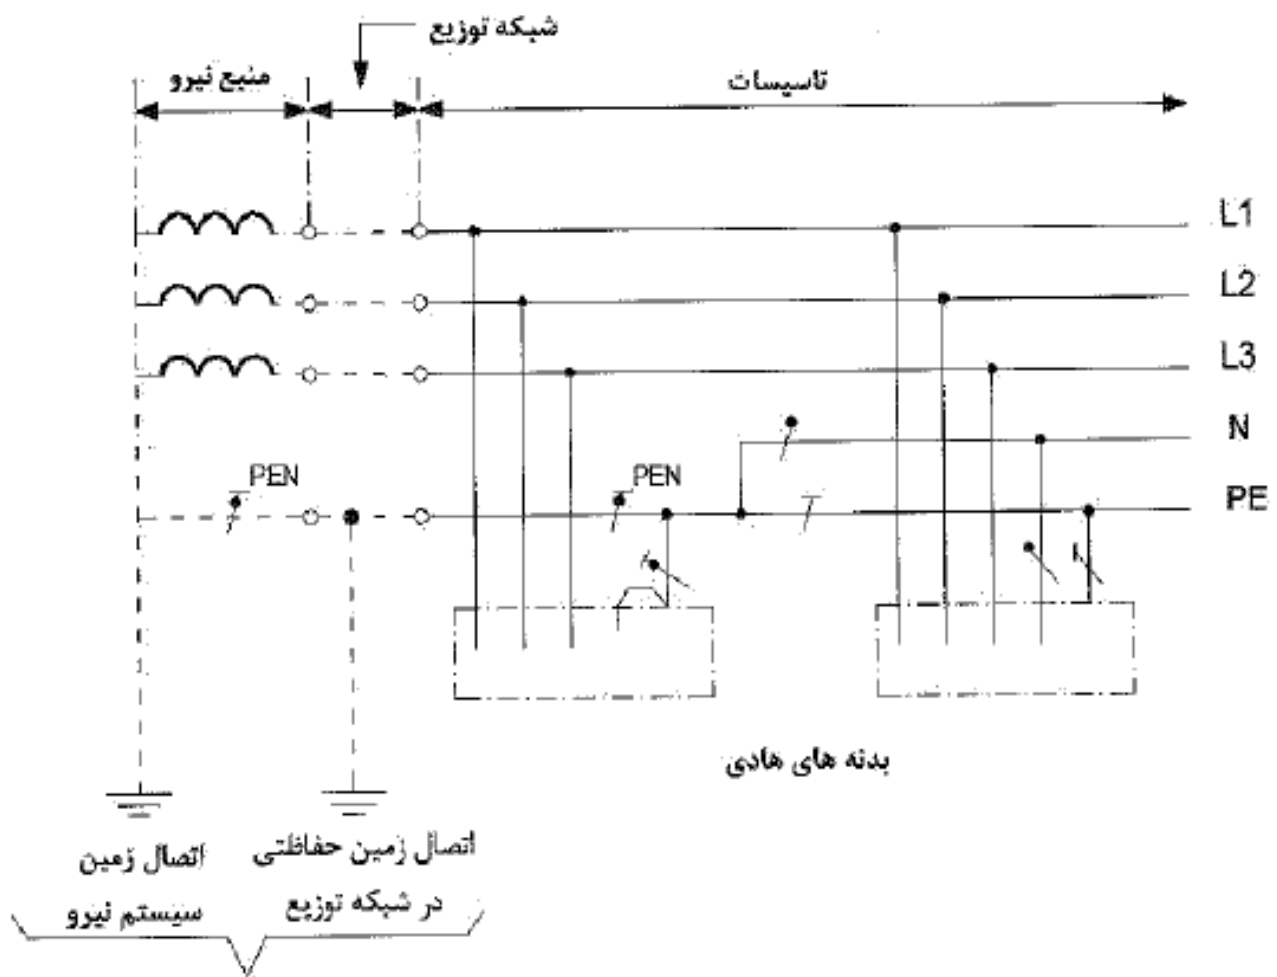 شبکه توزیع
منبع نیرو
تاسیسات
L1
L2
L3
N
PEN
PEN
PE
بدنه های هادی
اتصال زمین
سیستم نیرو
اتصال زمین حفاظتی
در شبکه توزیع